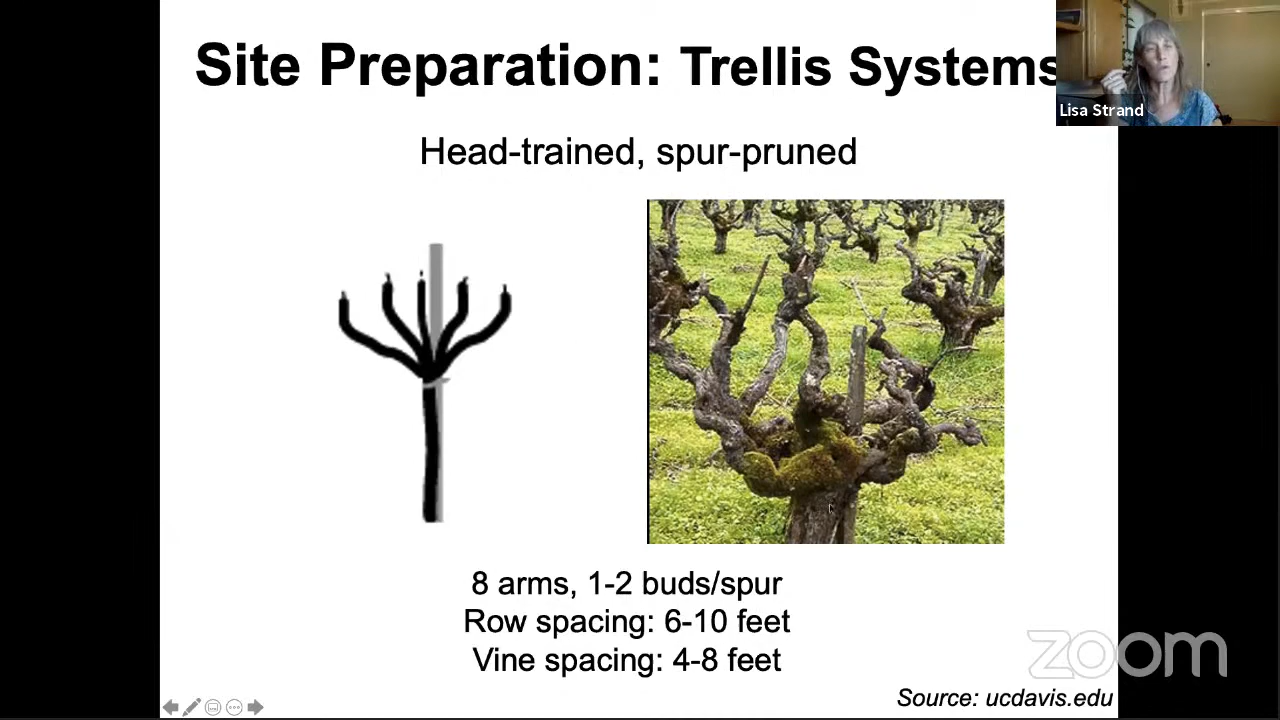 Site Preparation: Trellis Systems
Lisa Strand
Head-trained, spur-pruned
8 arms, 1-2 buds/spur
Row spacing: 6-10 feet
Vine spacing: 4-8 feet
zoom
Source: ucdavis.edu